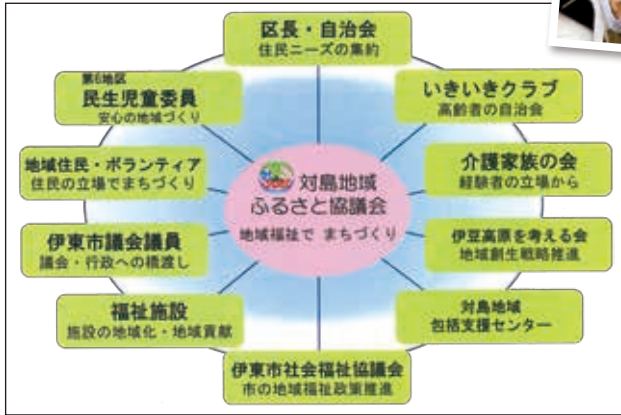 区長・自治会
住民ニーズの集約
第6地区
民生児童委員
安心の地域づくり
いきいきクラブ
高齢者の自治会
地域住民・ボランティア
住民の立場でまちづくり
対島地域
ふるさと協議会
地域福祉で まちづくり
介護家族の会
経験者の立場から
伊東市議会議員
議会・行政への橋渡し
伊豆高原を考える会
地域創生戦略推進
福祉施設
施設の地域化・地域貢献
対島地域
包括支援センター
伊東市社会福祉協議会
市の地域福祉政策推進